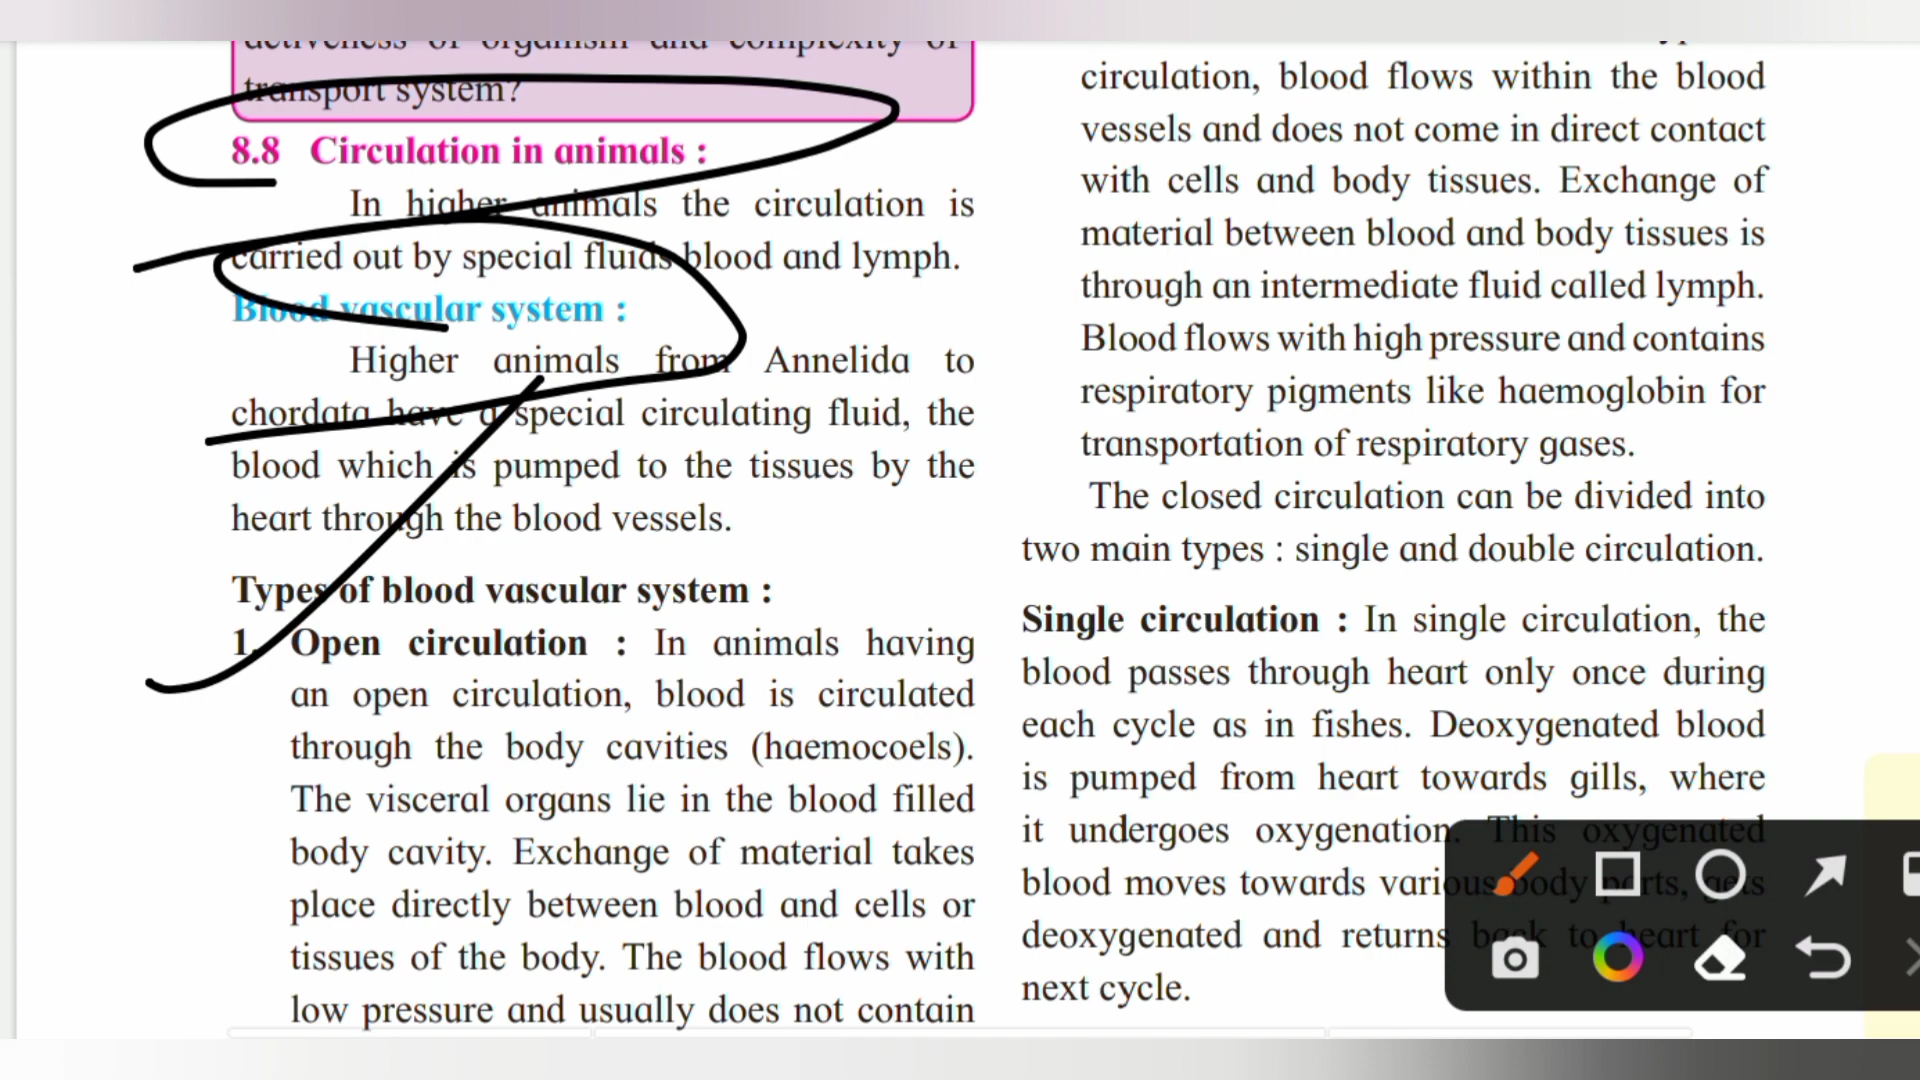 activeness of organism and complexity of
transport system?
8.8 Circulation in animals :
In higher animals the circulation is
carried out by special fluids blood and lymph.
Blood vascular system :
Higher animals from Annelida to
chordata have a special circulating fluid, the
blood which is pumped to the tissues by the
heart through the blood vessels.
Types of blood vascular system :
1. Open circulation : In animals having
an open circulation, blood is circulated
through the body cavities (haemocoels).
The visceral organs lie in the blood filled
body cavity. Exchange of material takes
place directly between blood and cells or
tissues of the body. The blood flows with
low pressure and usually does not contain
circulation, blood flows within the blood
vessels and does not come in direct contact
with cells and body tissues. Exchange of
material between blood and body tissues is
through an intermediate fluid called lymph.
Blood flows with high pressure and contains
respiratory pigments like haemoglobin for
transportation of respiratory gases.
The closed circulation can be divided into
two main types : single and double circulation.
Single circulation : In single circulation, the
blood passes through heart only once during
each cycle as in fishes. Deoxygenated blood
is pumped from heart towards gills, where
it undergoes oxygenation. This oxygenated
blood moves towards various body parts, gets
deoxygenated and returns back to heart for
next cycle.